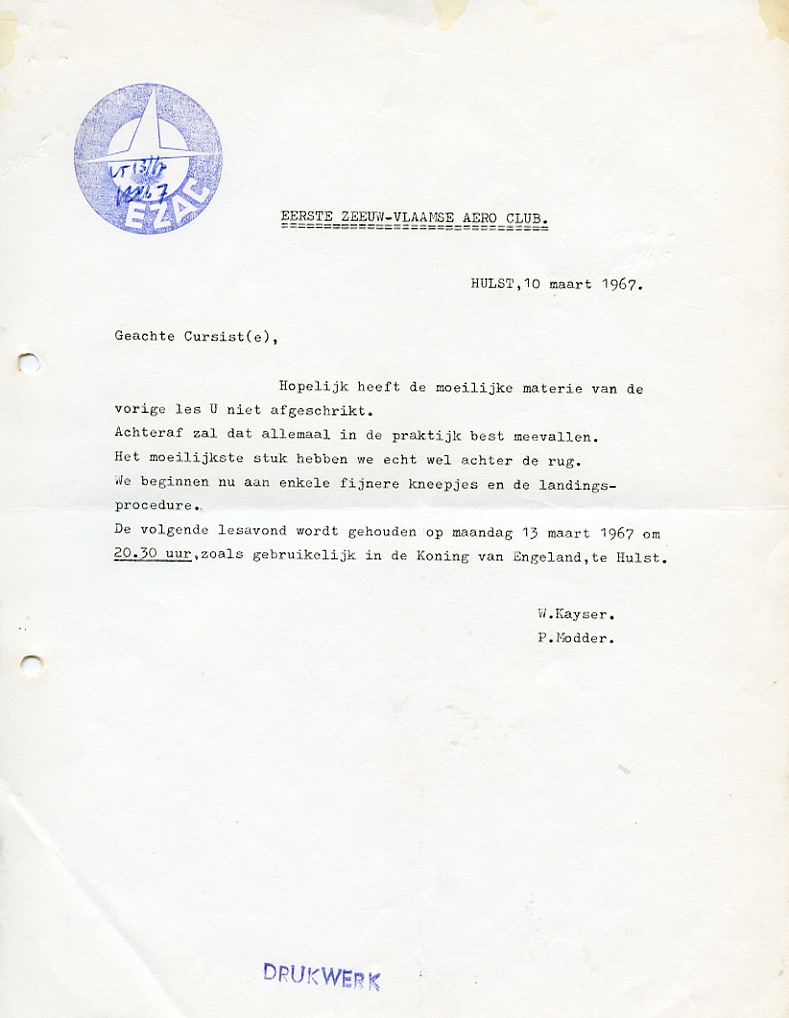 EZAC
EERSTE ZEEUW-VLAAMSE AERO CLUB.
HULST,10 maart 1967.
Geachte Cursist(e),
Hopelijk heeft de moeilijke materie van de
vorige les U niet afgeschrikt.
Achteraf zal dat allemaal in de praktijk best meevallen.
Het moeilijkste stuk hebben we echt wel achter de rug.
We beginnen nu aan enkele fijnere kneepjes en de landings-
procedure.
De volgende lesavond wordt gehouden op maandag 13 maart 1967 om
20.30 uur,zoals gebruikelijk in de Koning van Engeland,te Hulst.
W.Kayser.
P.Modder.
DRUKWERK